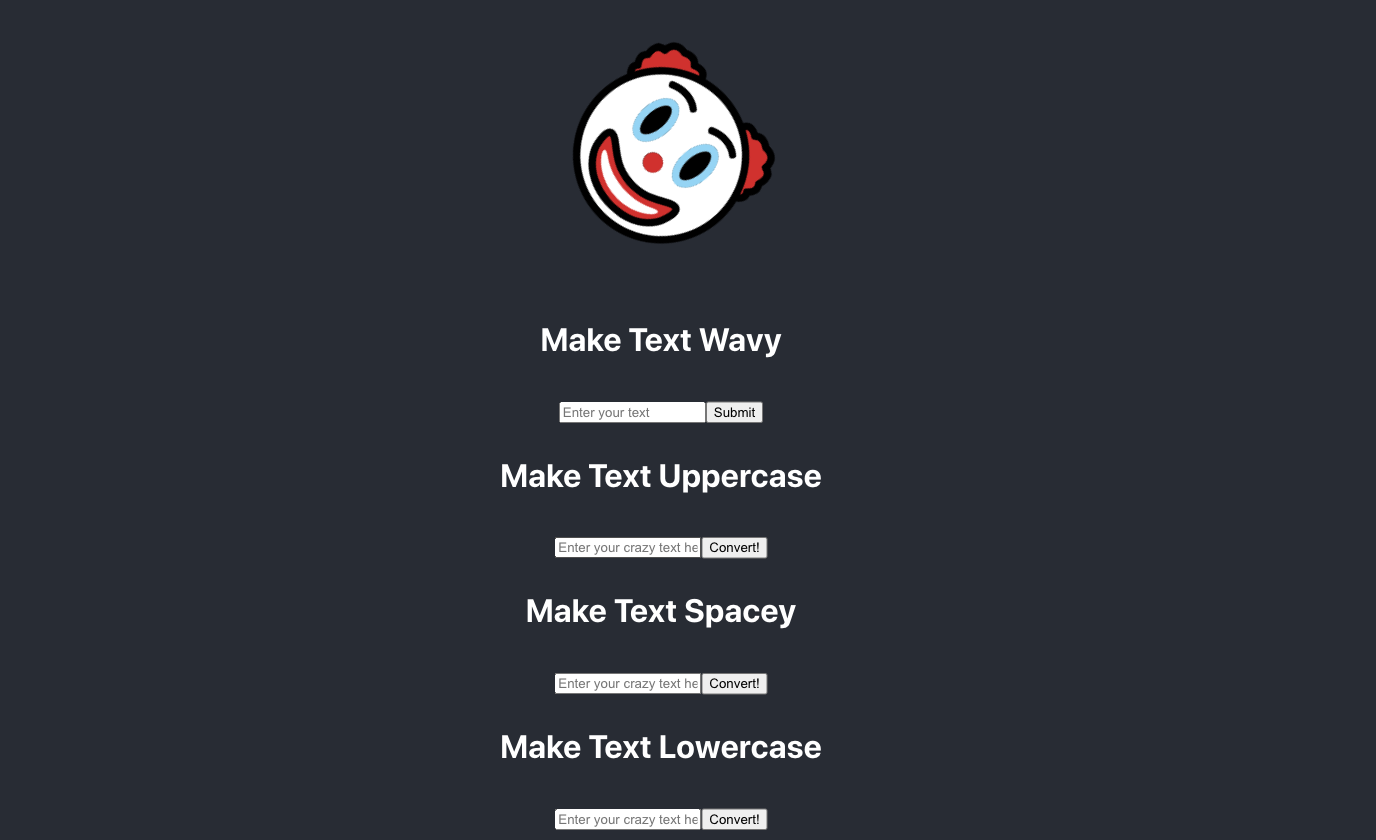 Make Text Wavy
Enter your text Submit
Make Text Uppercase
Enter your crazy text he Convert!
Make Text Spacey
Enter your crazy text he Convert!
Make Text Lowercase
Enter your crazy text he Convert!